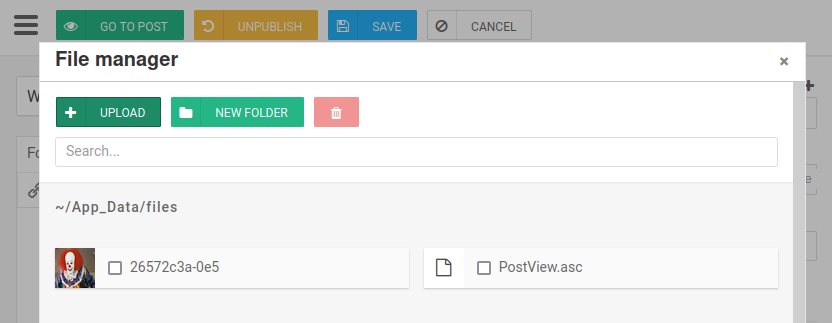 GO TO POST UNPUBLISH SAVE CANCEL
File manager ×
UPLOAD NEW FOLDER
Search...
~/App_Data/files
26572c3a-0e5 PostView.asc